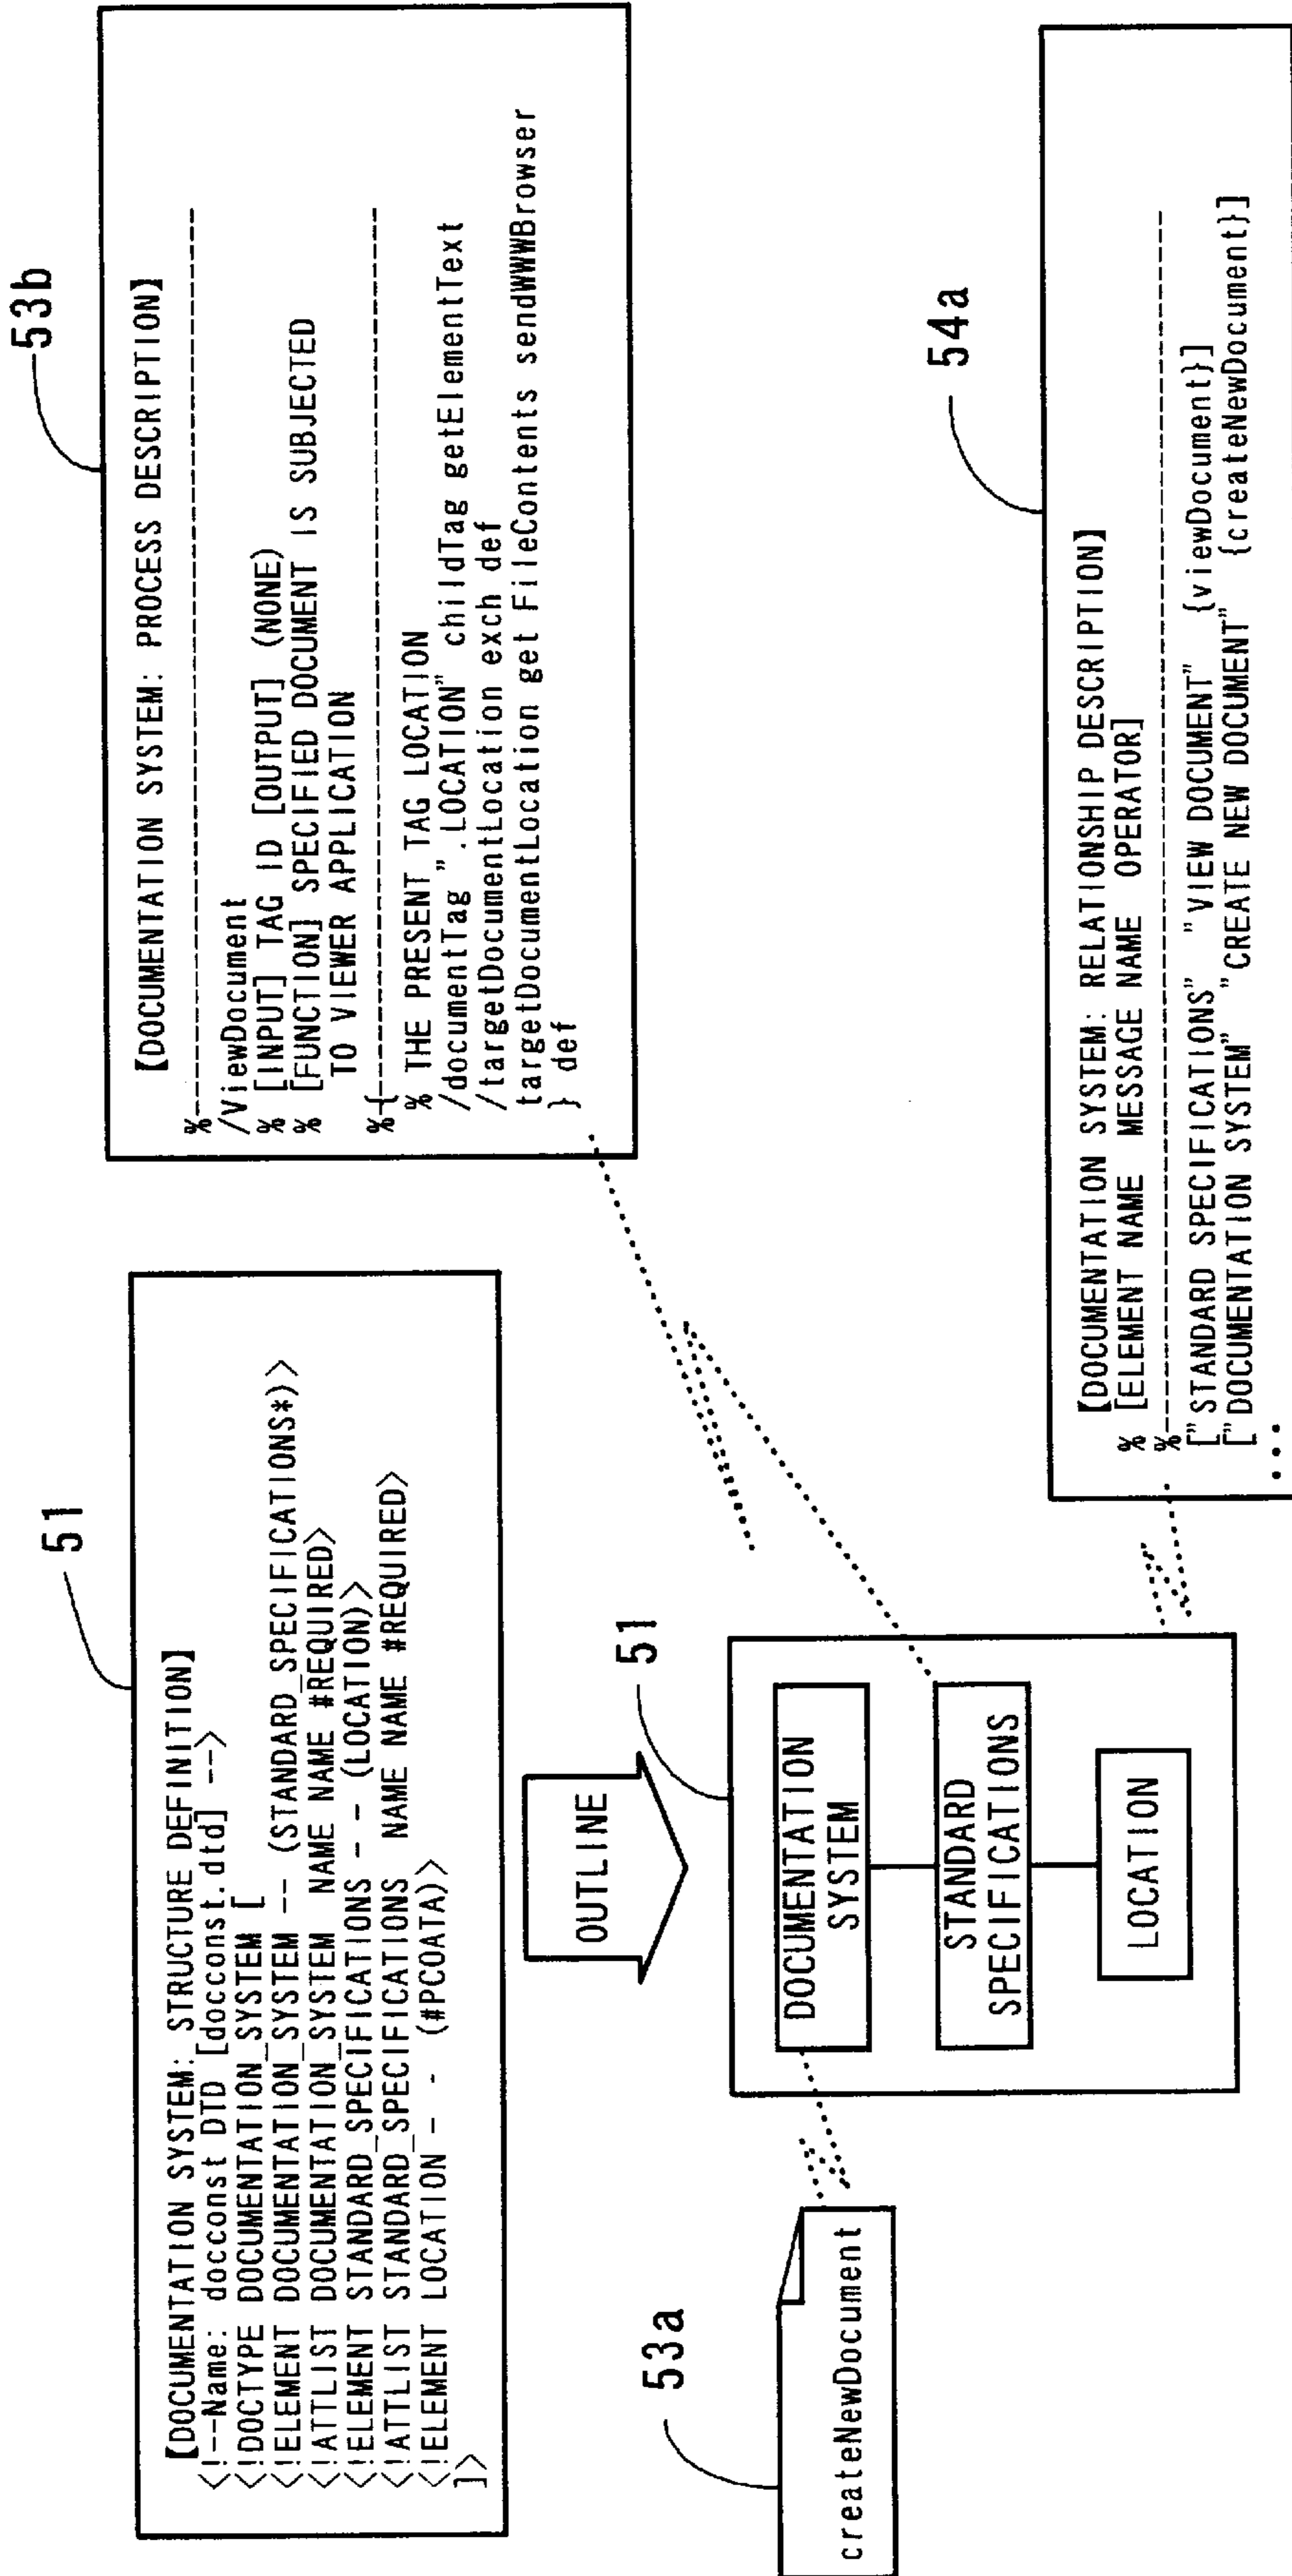 51
【DOCUMENTATION SYSTEM: STRUCTURE DEFINITION】
<!--Name: docconst DTD [docconst.dtd] -->
<!DOCTYPE DOCUMENTATION_SYSTEM [
<!ELEMENT DOCUMENTATION_SYSTEM -- (STANDARD_SPECIFICATIONS*)>
<!ATTLIST DOCUMENTATION_SYSTEM NAME NAME #REQUIRED>
<!ELEMENT STANDARD_SPECIFICATIONS - - (LOCATION)>
<!ATTLIST STANDARD_SPECIFICATIONS NAME NAME #REQUIRED>
<!ELEMENT LOCATION - - (#PCOATA)>
]>
53b
【DOCUMENTATION SYSTEM: PROCESS DESCRIPTION】
%------------------------------------------
/ViewDocument
% [INPUT] TAG ID [OUTPUT] (NONE)
% [FUNCTION] SPECIFIED DOCUMENT IS SUBJECTED
TO VIEWER APPLICATION
%------------------------------------------
{
% THE PRESENT TAG LOCATION
/documentTag ".LOCATION" childTag getElementText
/targetDocumentLocation exch def
targetDocumentLocation get FileContents sendWWWBrowser
} def
OUTLINE
51
DOCUMENTATION
SYSTEM
STANDARD
SPECIFICATIONS
LOCATION
53a
createNewDocument
54a
【DOCUMENTATION SYSTEM: RELATIONSHIP DESCRIPTION】
% [ELEMENT NAME MESSAGE NAME OPERATOR]
%------------------------------------------
["STANDARD SPECIFICATIONS" "VIEW DOCUMENT" {viewDocument}]
["DOCUMENTATION SYSTEM" "CREATE NEW DOCUMENT" {createNewDocument}]
...